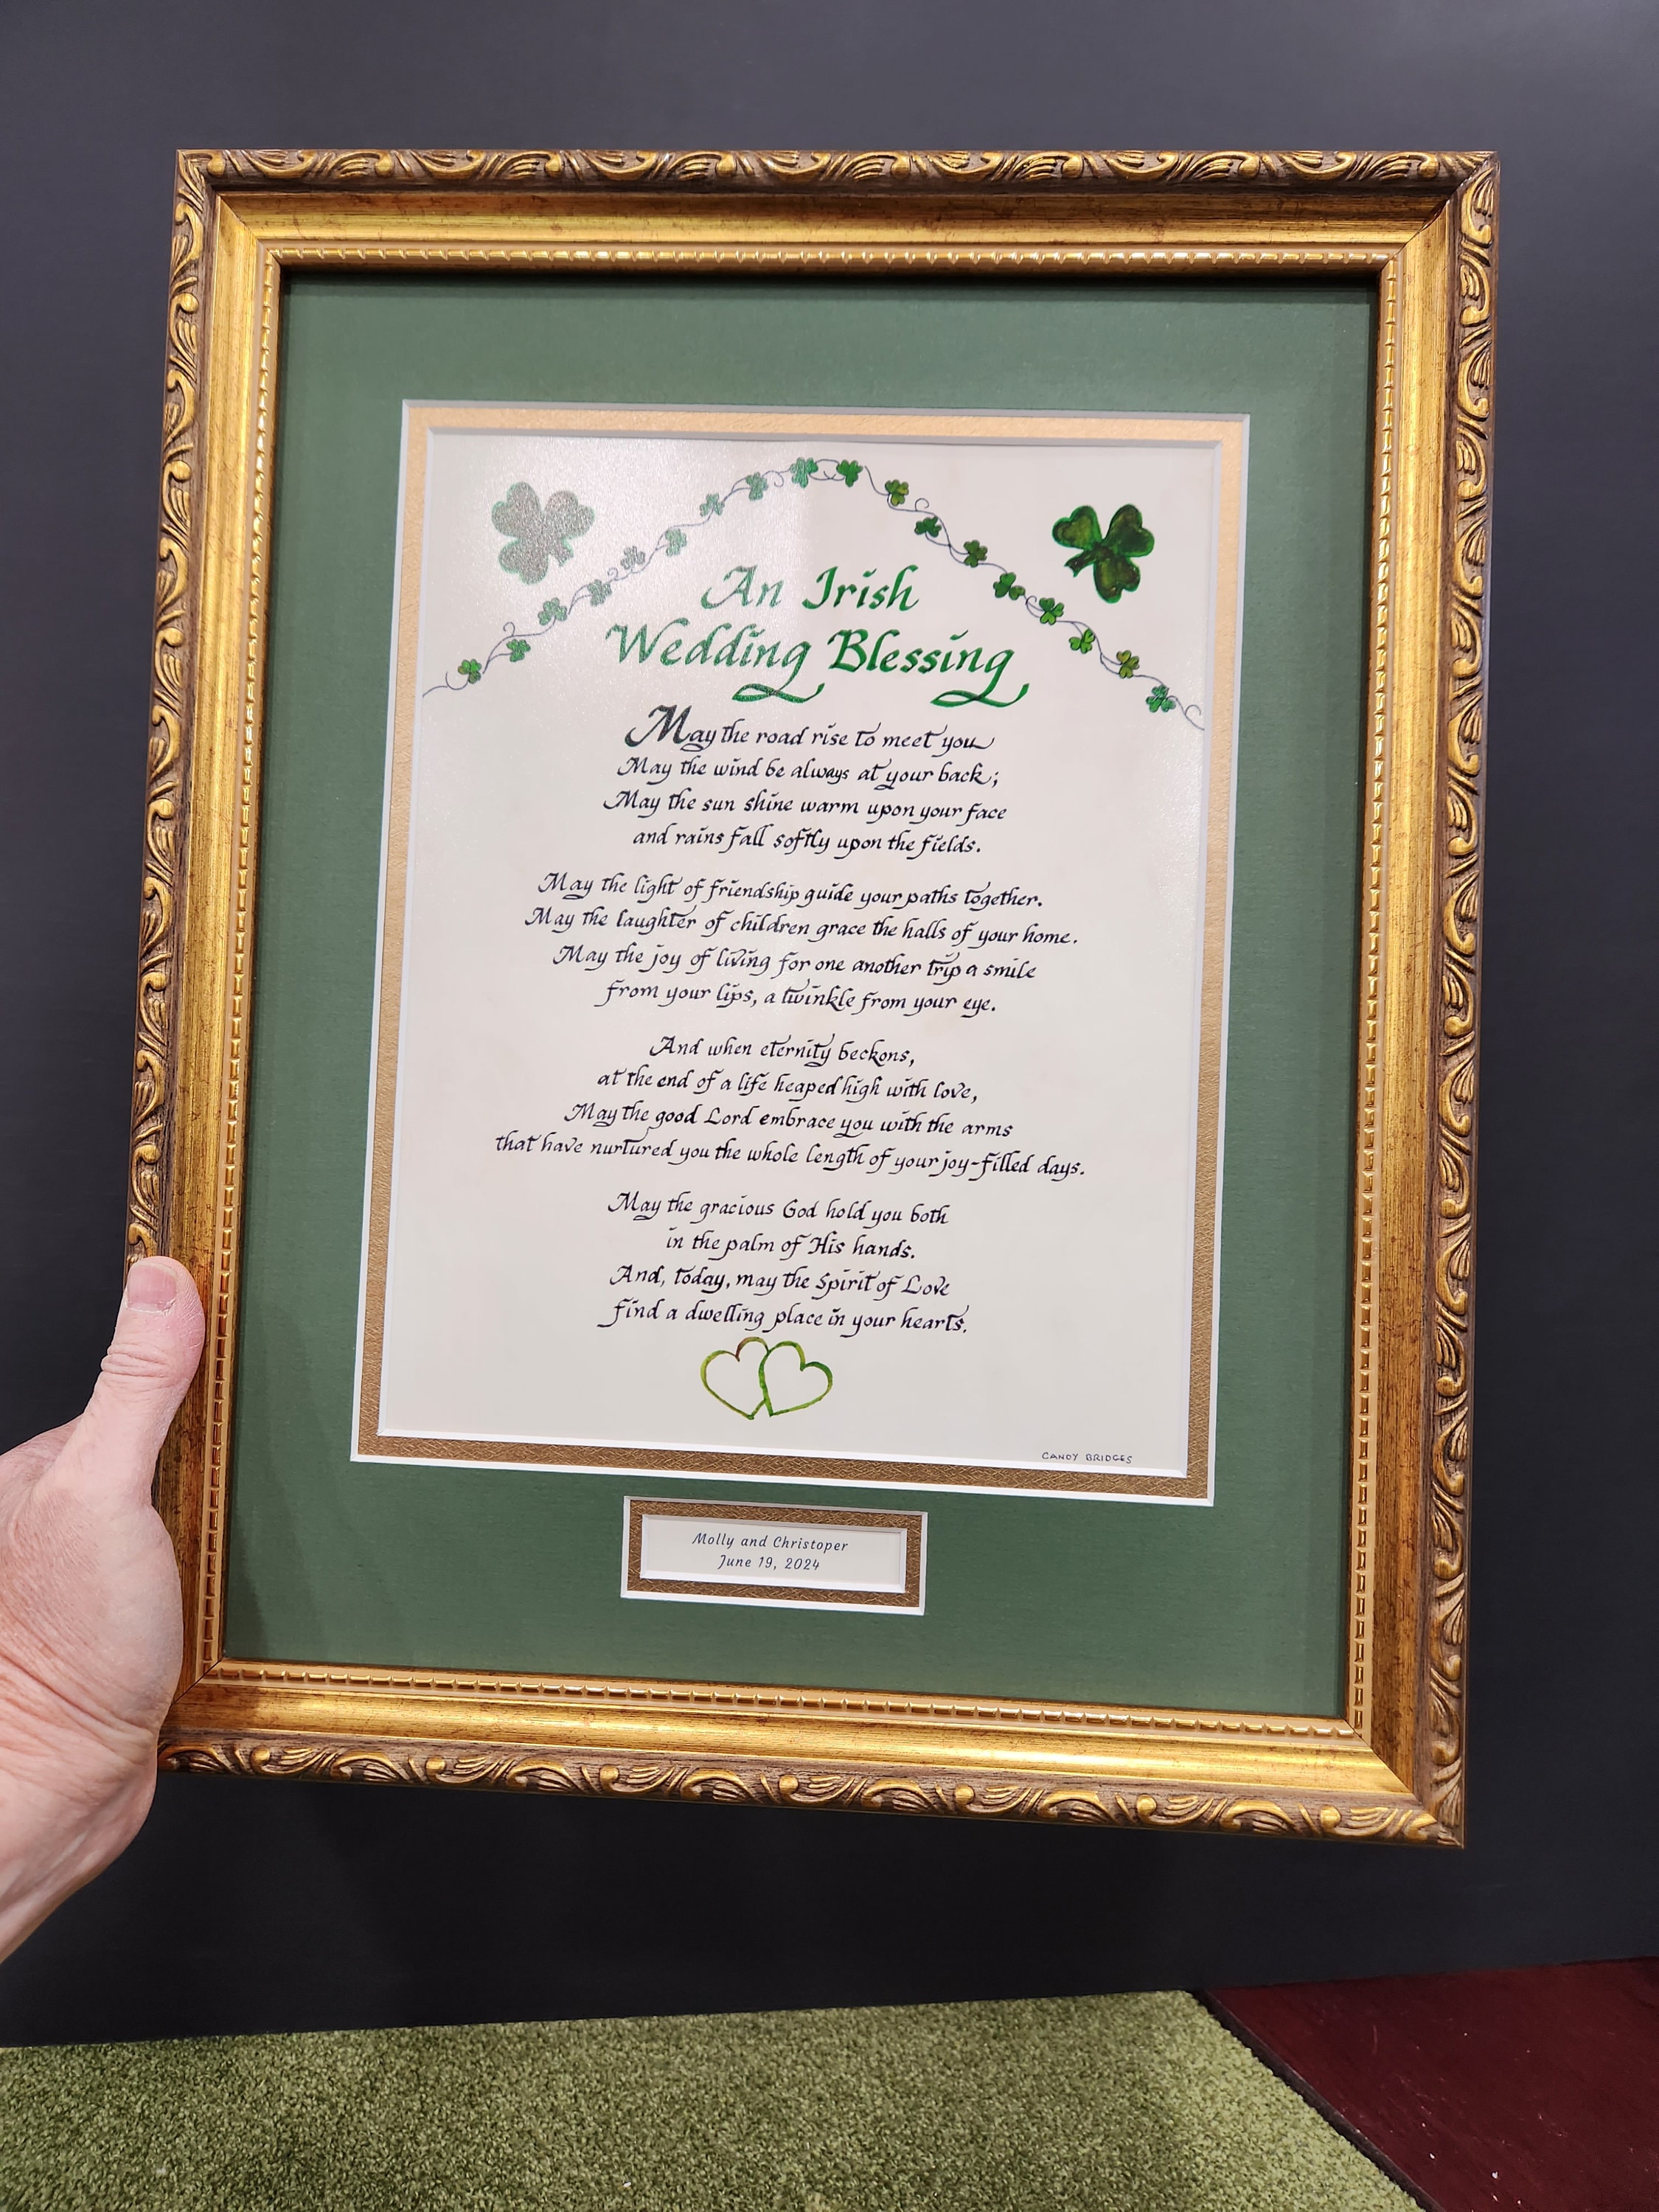 An Irish
Wedding Blessing
May the road rise to meet you
May the wind be always at your back;
May the sun shine warm upon your face
and rains fall softly upon the fields.
May the light of friendship guide your paths together.
May the laughter of children grace the halls of your home.
May the joy of living for one another trip a smile
from your lips, a twinkle from your eye.
And when eternity beckons,
at the end of a life heaped high with love,
May the good Lord embrace you with the arms
that have nurtured you the whole length of your joy-filled days.
May the gracious God hold you both
in the palm of His hands.
And, today, may the Spirit of Love
find a dwelling place in your hearts.
CANDY BRIDGES
Molly and Christoper
June 19, 2024